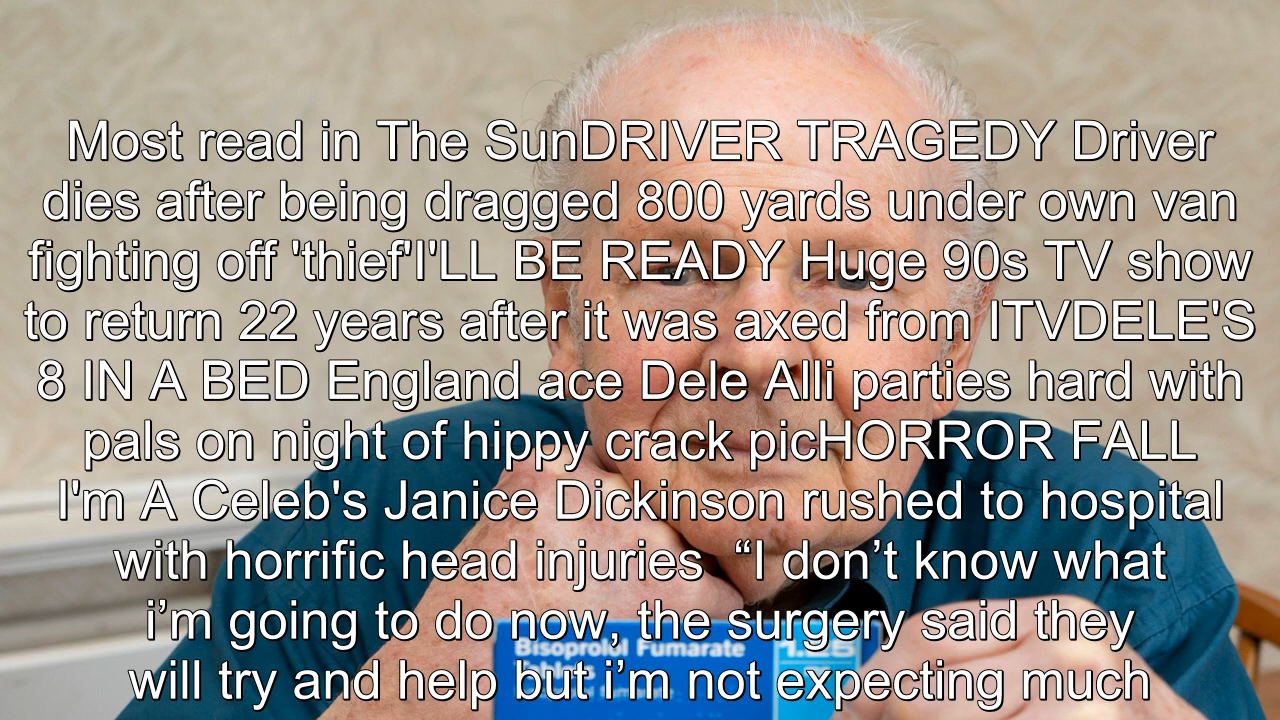 Most read in The SunDRIVER TRAGEDY Driver
dies after being dragged 800 yards under own van
fighting off 'thief'I'LL BE READY Huge 90s TV show
to return 22 years after it was axed from ITVDELE'S
8 IN A BED England ace Dele Alli parties hard with
pals on night of hippy crack picHORROR FALL
I'm A Celeb's Janice Dickinson rushed to hospital
with horrific head injuries “I don’t know what
i’m going to do now, the surgery said they
will try and help but i’m not expecting much
Bisoprolol Fumarate
Tablets